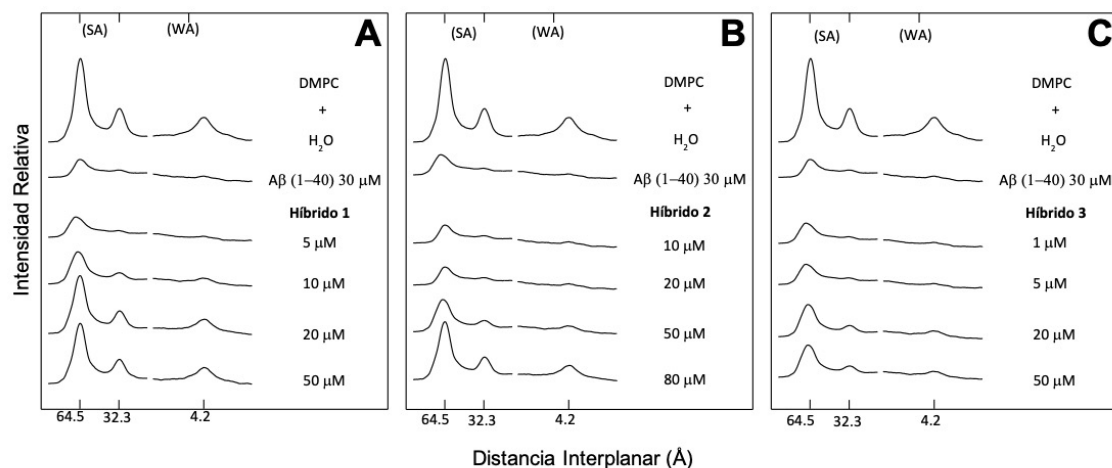 Intensidad Relativa
A
(SA) (WA)
DMPC
+
H₂O
Aβ (1–40) 30 μM
Híbrido 1
5 μM
10 μM
20 μM
50 μM
64.5 32.3 4.2
B
(SA) (WA)
DMPC
+
H₂O
Aβ (1–40) 30 μM
Híbrido 2
10 μM
20 μM
50 μM
80 μM
64.5 32.3 4.2
C
(SA) (WA)
DMPC
+
H₂O
Aβ (1–40) 30 μM
Híbrido 3
1 μM
5 μM
20 μM
50 μM
64.5 32.3 4.2
Distancia Interplanar (Å)